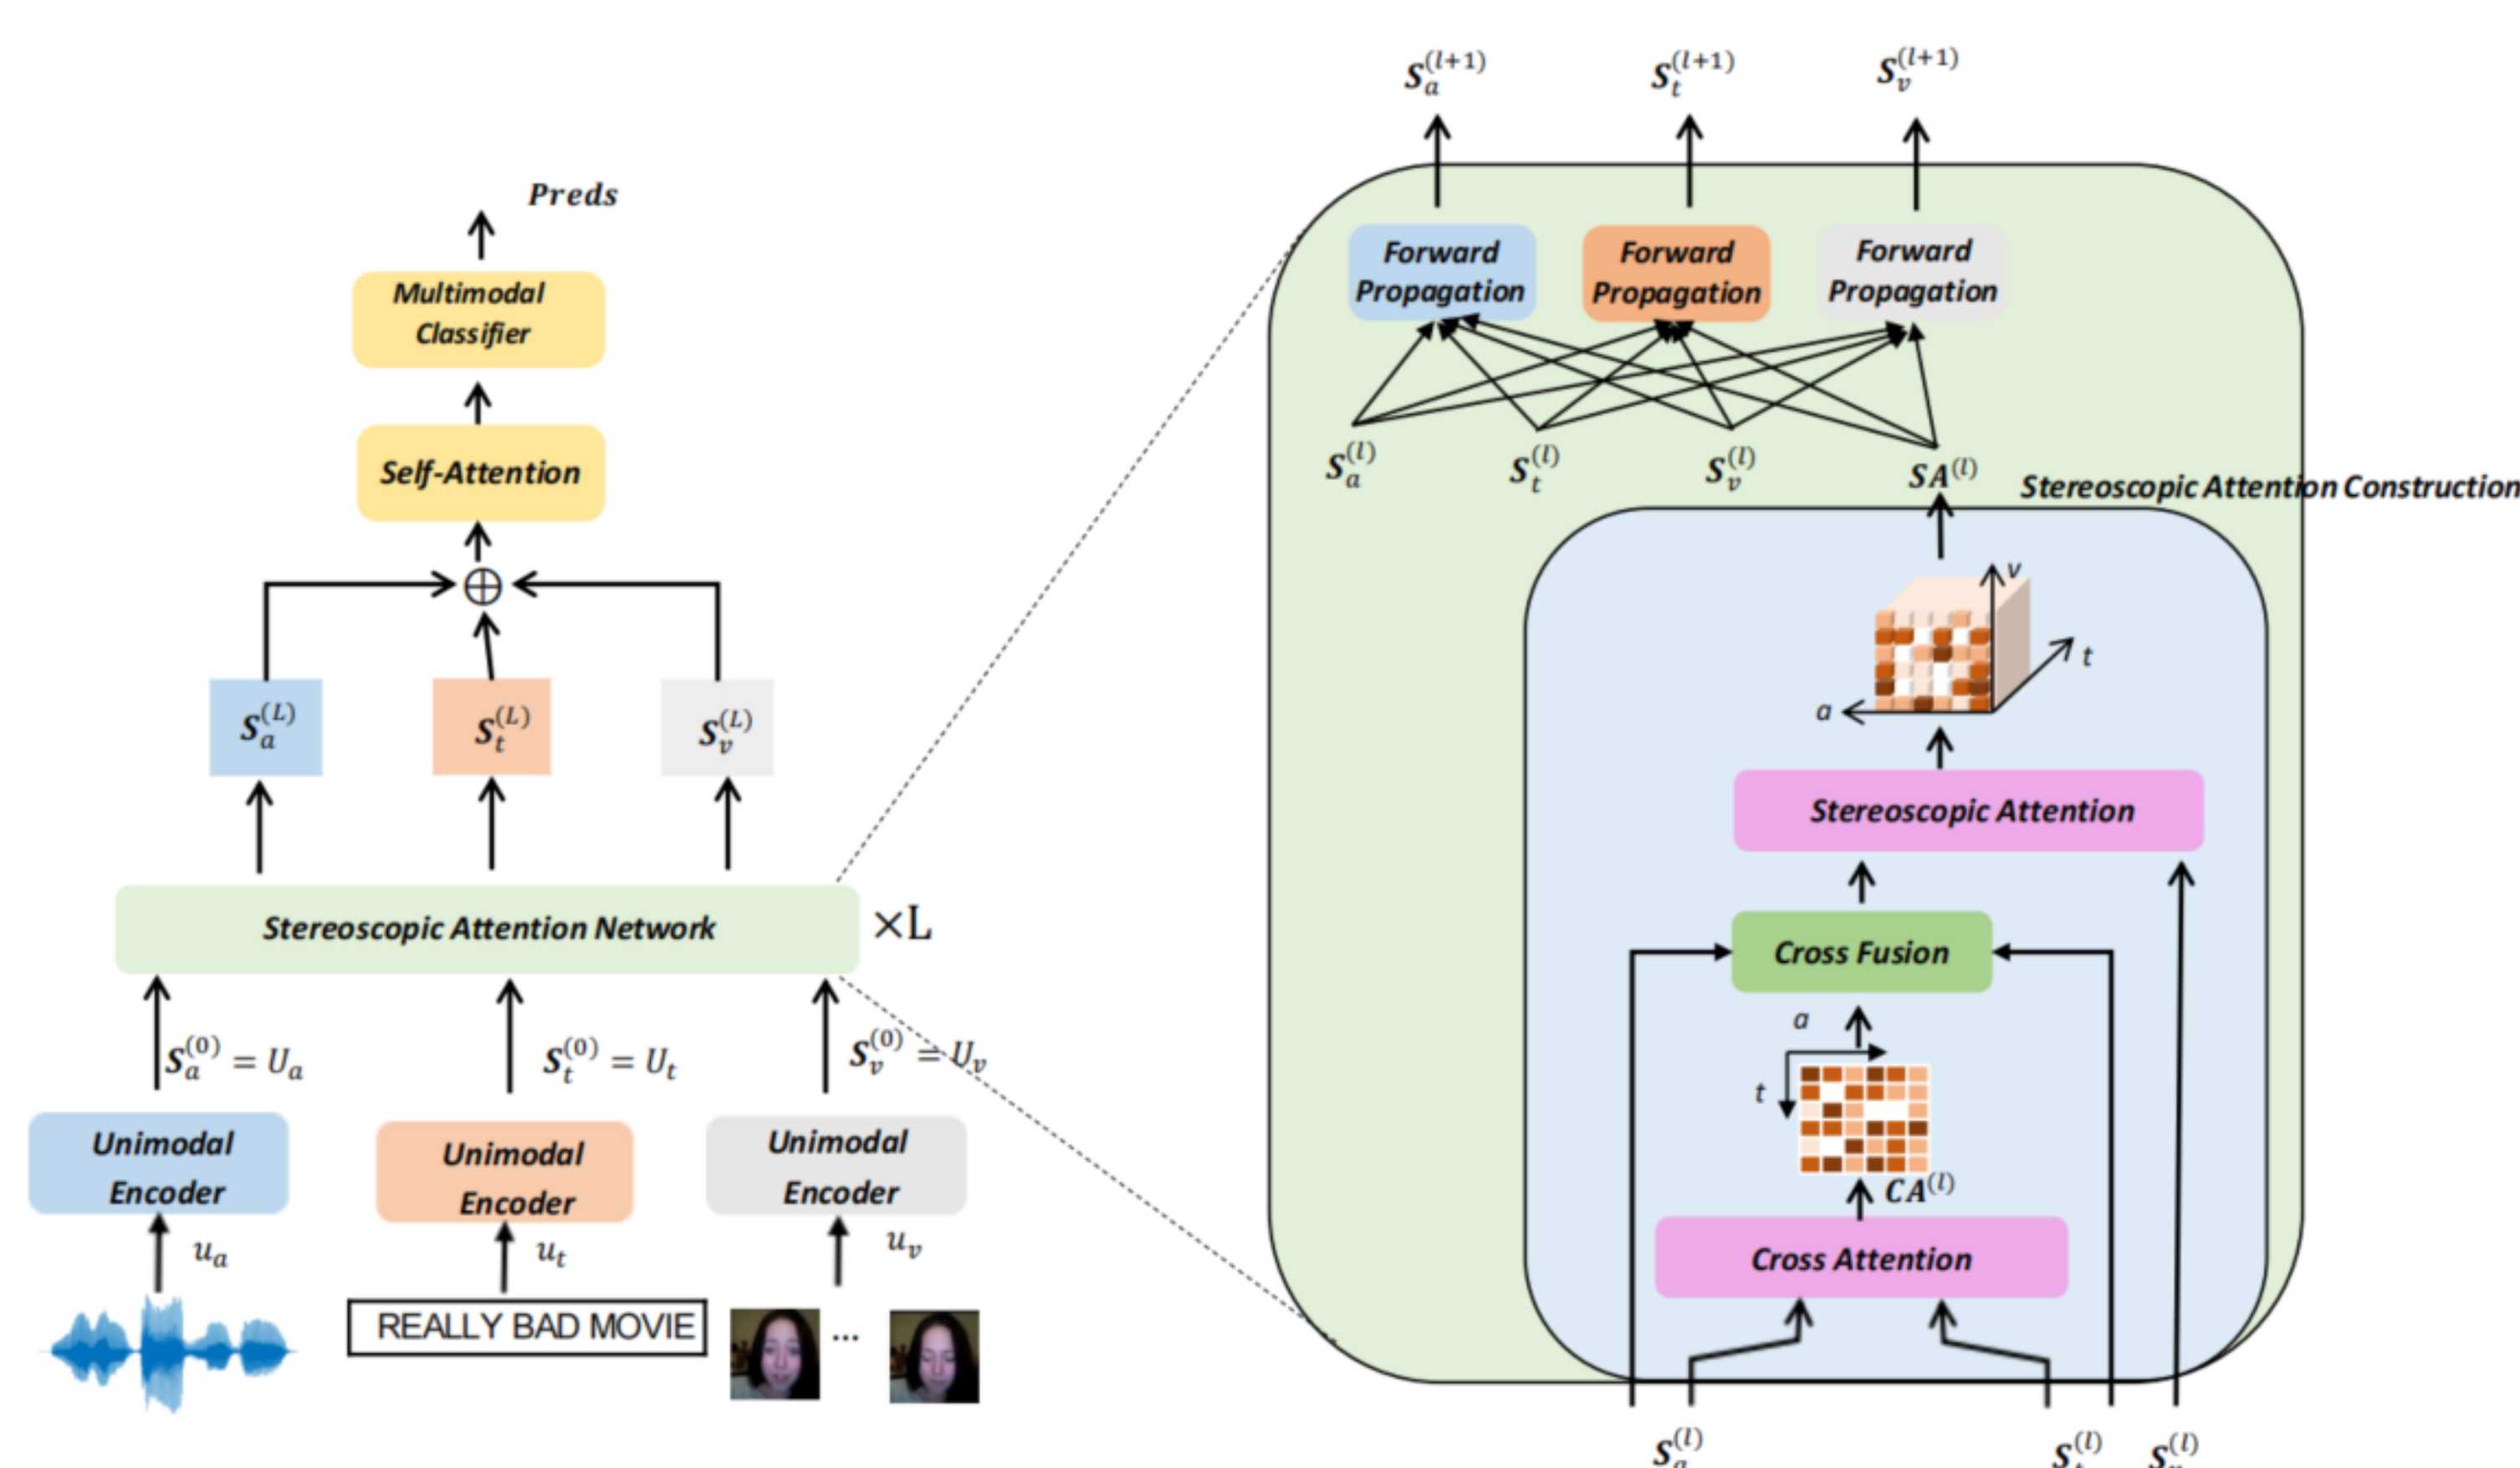 Preds
Multimodal
Classifier
Self-Attention
⊕
S_a^{(L)}
S_t^{(L)}
S_v^{(L)}
Stereoscopic Attention Network
×L
S_a^{(0)} = U_a
S_t^{(0)} = U_t
S_v^{(0)} = U_v
Unimodal
Encoder
Unimodal
Encoder
Unimodal
Encoder
u_a
u_t
u_v
REALLY BAD MOVIE
...
S_a^{(l+1)}
S_t^{(l+1)}
S_v^{(l+1)}
Forward
Propagation
Forward
Propagation
Forward
Propagation
S_a^{(l)}
S_t^{(l)}
S_v^{(l)}
SA^{(l)}
Stereoscopic Attention Construction
v
t
a
Stereoscopic Attention
Cross Fusion
a
t
CA^{(l)}
Cross Attention
S_a^{(l)}
S_t^{(l)}
S_v^{(l)}